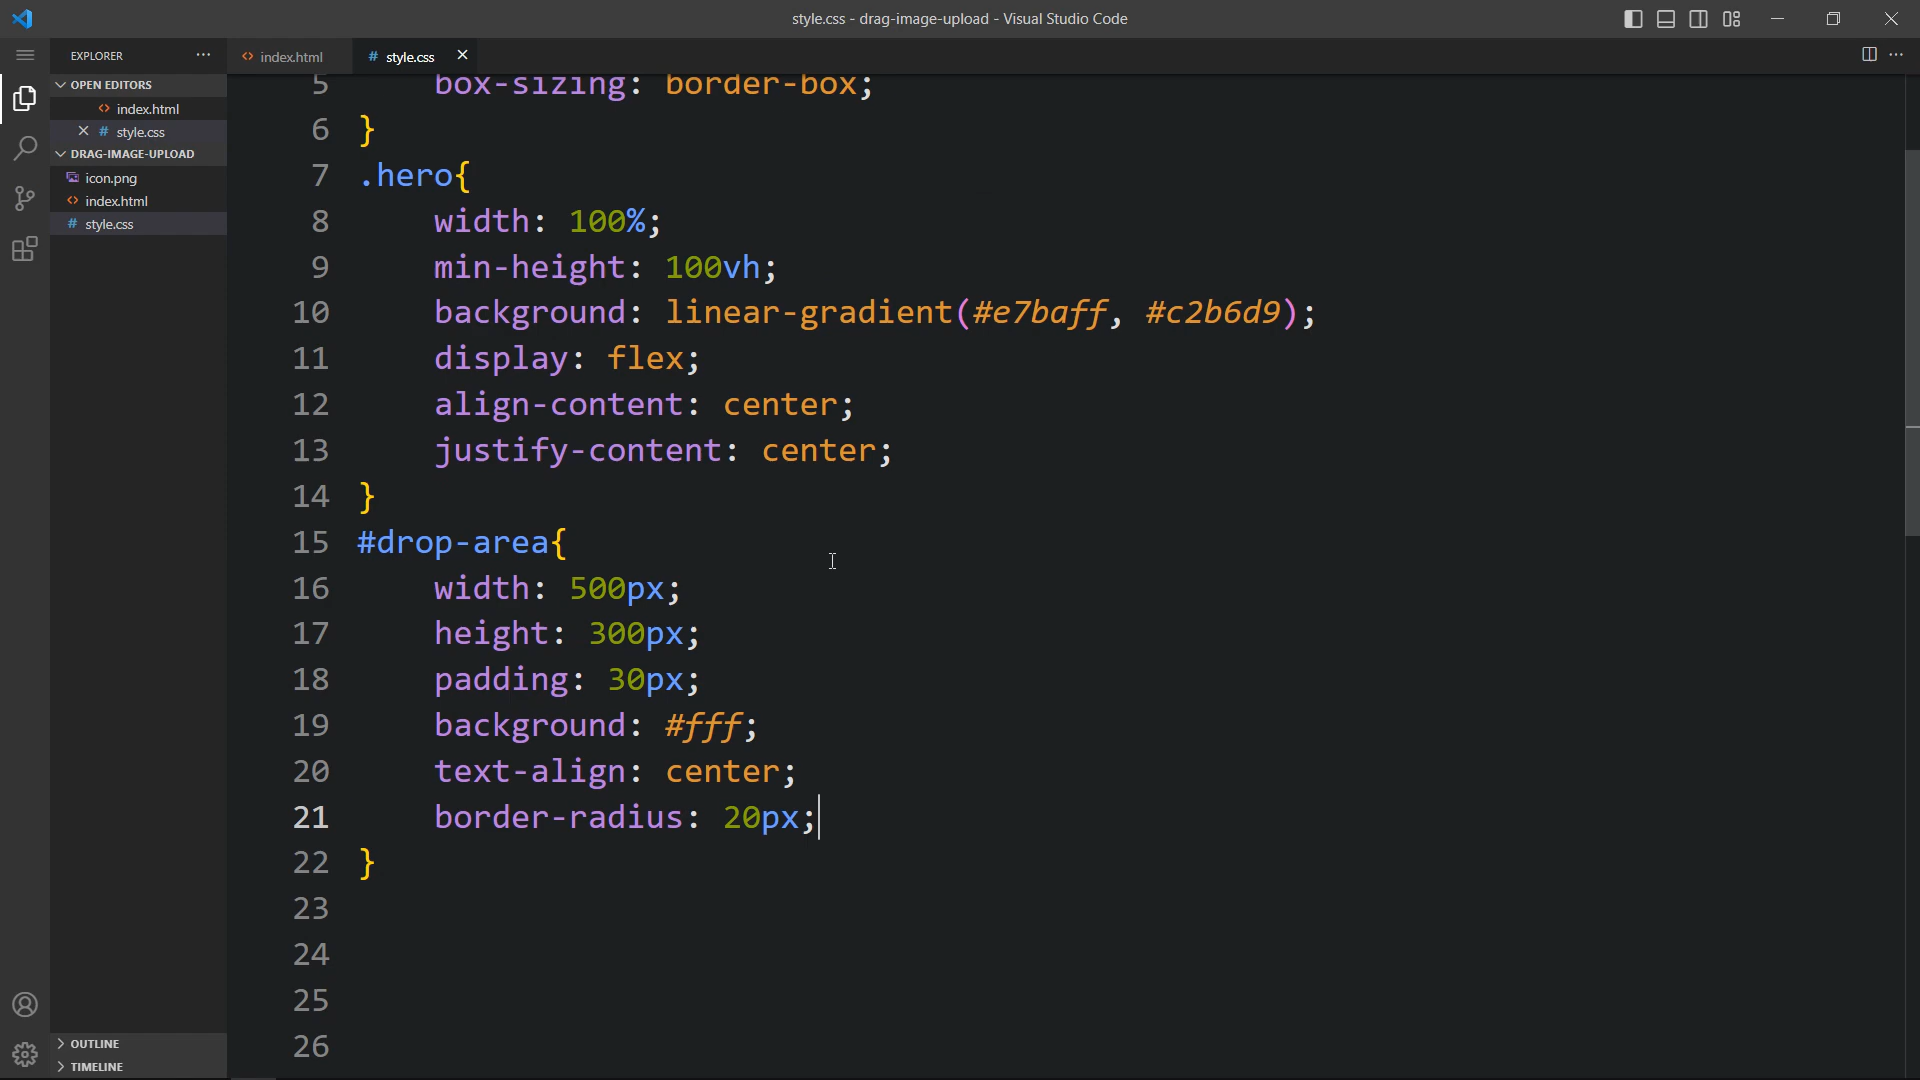 style.css - drag-image-upload - Visual Studio Code
EXPLORER
OPEN EDITORS
index.html
style.css
DRAG-IMAGE-UPLOAD
icon.png
index.html
style.css
OUTLINE
TIMELINE
index.html
# style.css
5 box-sizing: border-box;
6 }
7 .hero{
8 width: 100%;
9 min-height: 100vh;
10 background: linear-gradient(#e7baff, #c2b6d9);
11 display: flex;
12 align-content: center;
13 justify-content: center;
14 }
15 #drop-area{
16 width: 500px;
17 height: 300px;
18 padding: 30px;
19 background: #fff;
20 text-align: center;
21 border-radius: 20px;
22 }
23
24
25
26